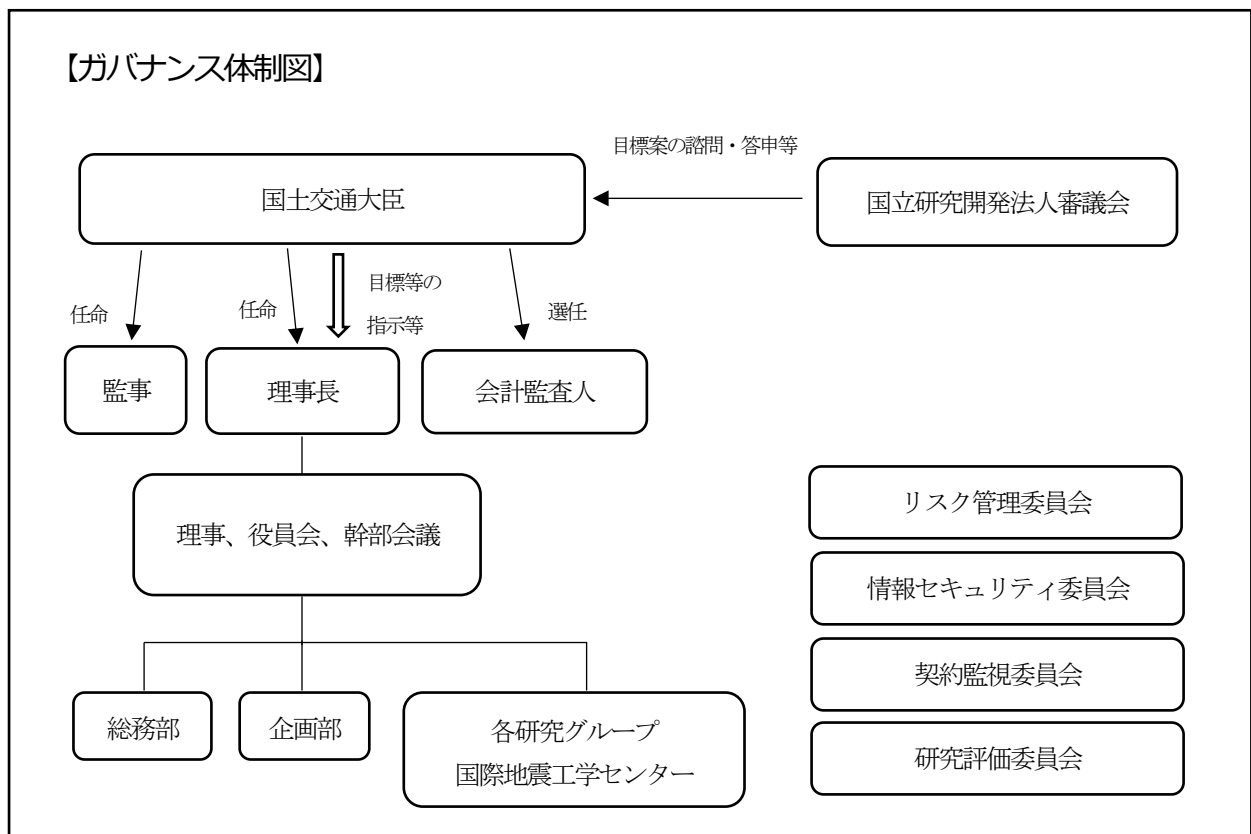 【ガバナンス体制図】
目標案の諮問・答申等
国土交通大臣
国立研究開発法人審議会
任命
任命
目標等の
指示等
選任
監事
理事長
会計監査人
理事、役員会、幹部会議
リスク管理委員会
情報セキュリティ委員会
契約監視委員会
研究評価委員会
総務部
企画部
各研究グループ
国際地震工学センター